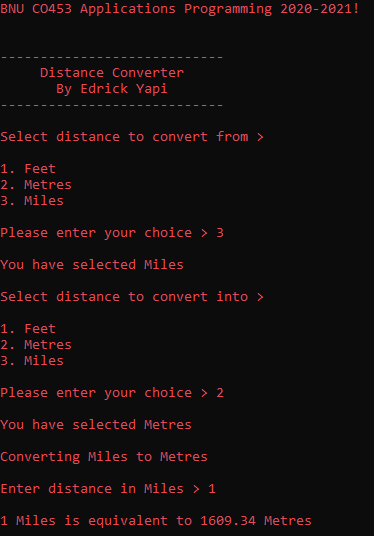 BNU CO453 Applications Programming 2020-2021!
----------------------------
Distance Converter
By Edrick Yapi
----------------------------
Select distance to convert from >
1. Feet
2. Metres
3. Miles
Please enter your choice > 3
You have selected Miles
Select distance to convert into >
1. Feet
2. Metres
3. Miles
Please enter your choice > 2
You have selected Metres
Converting Miles to Metres
Enter distance in Miles > 1
1 Miles is equivalent to 1609.34 Metres